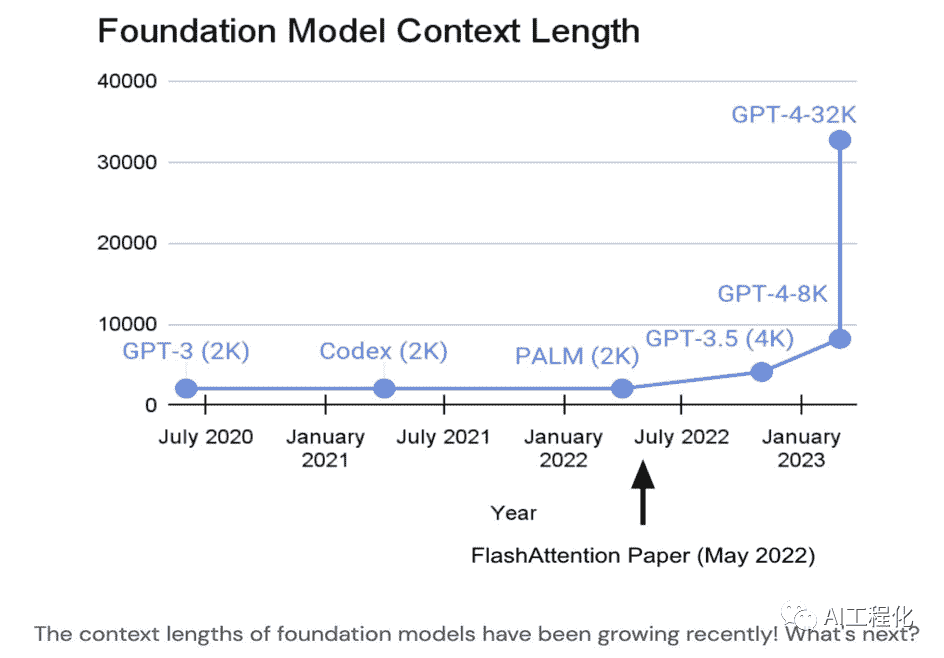 Foundation Model Context Length
40000
30000
20000
10000
0
GPT-4-32K
GPT-4-8K
GPT-3 (2K)
Codex (2K)
PALM (2K)
GPT-3.5 (4K)
July 2020
January
2021
July 2021
January
2022
July 2022
January
2023
Year
FlashAttention Paper (May 2022)
AI工程化
The context lengths of foundation models have been growing recently! What's next?